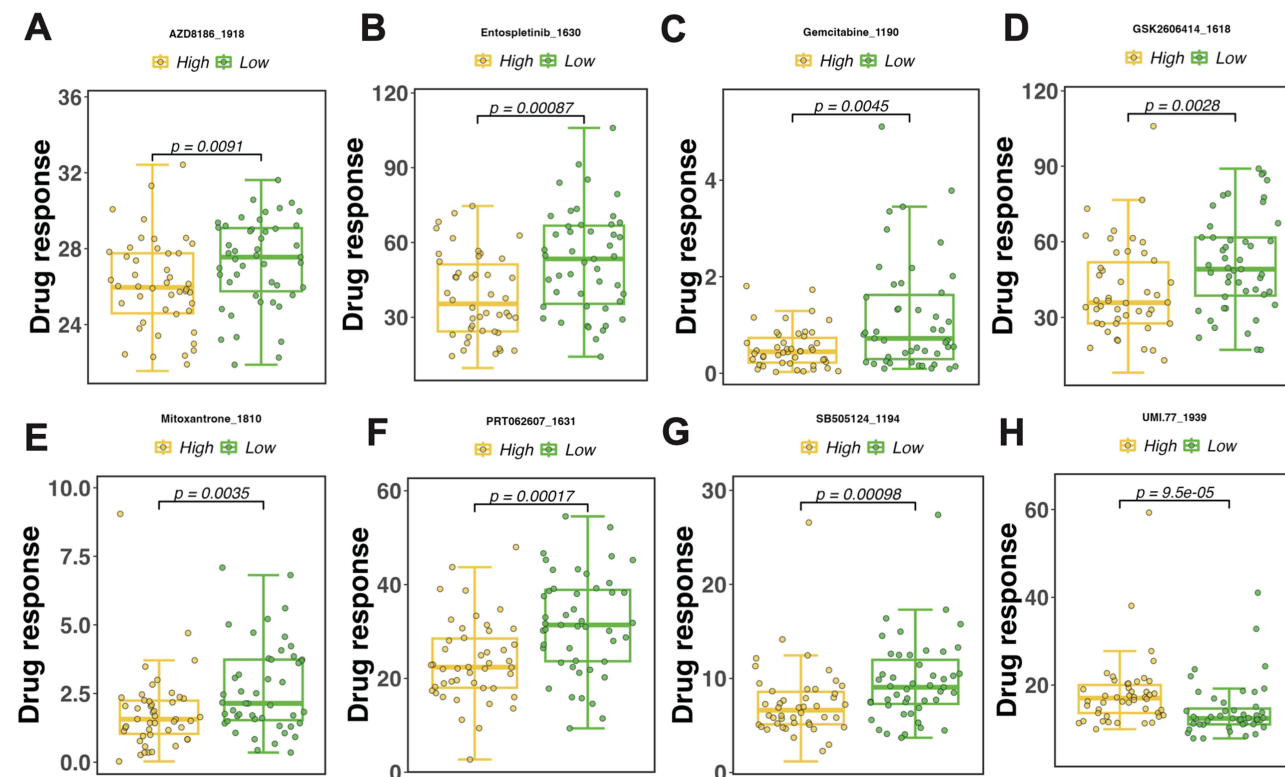 A
AZD8186_1918
High Low
Drug response
36
32
28
24
p = 0.0091
B
Entospletinib_1630
High Low
Drug response
120
90
60
30
p = 0.00087
C
Gemcitabine_1190
High Low
Drug response
4
2
0
p = 0.0045
D
GSK2606414_1618
High Low
Drug response
120
90
60
30
p = 0.0028
E
Mitoxantrone_1810
High Low
Drug response
10.0
7.5
5.0
2.5
0.0
p = 0.0035
F
PRT062607_1631
High Low
Drug response
60
40
20
0
p = 0.00017
G
SB505124_1194
High Low
Drug response
30
20
10
0
p = 0.00098
H
UMI.77_1939
High Low
Drug response
60
40
20
p = 9.5e-05